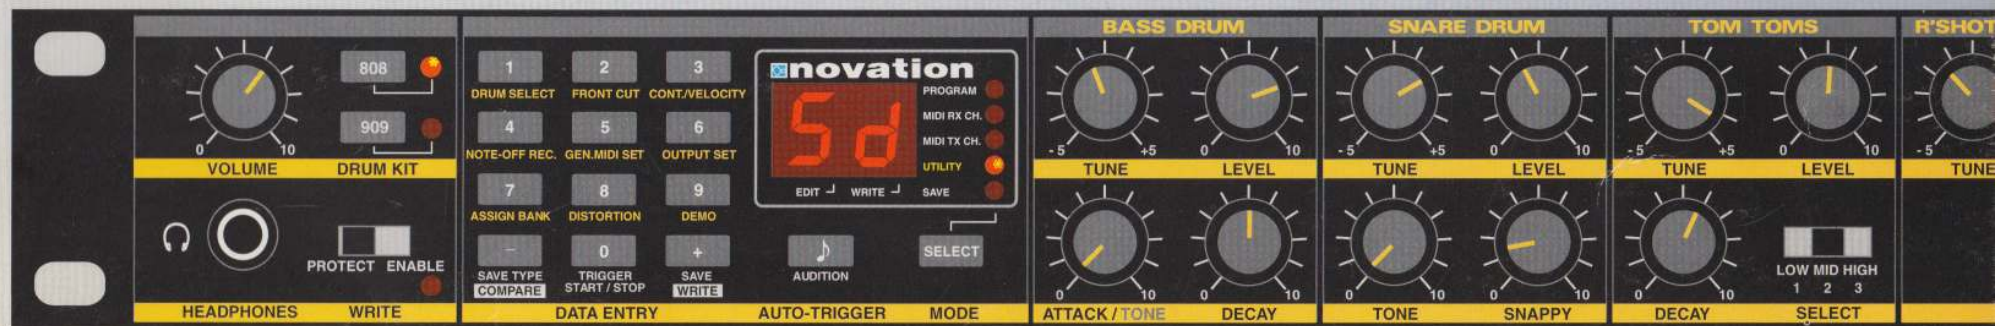 BASS DRUM SNARE DRUM TOM TOMS R'SHOT
808
909
0 10
VOLUME DRUM KIT
PROTECT ENABLE
HEADPHONES WRITE
1 2 3
DRUM SELECT FRONT CUT CONT./VELOCITY
4 5 6
NOTE-OFF REC. GEN.MIDI SET OUTPUT SET
7 8 9
ASSIGN BANK DISTORTION DEMO
- 0 +
SAVE TYPE TRIGGER SAVE
COMPARE START / STOP WRITE
DATA ENTRY
novation
Sd
PROGRAM
MIDI RX CH.
MIDI TX CH.
UTILITY
SAVE
EDIT WRITE
AUDITION
SELECT
AUTO-TRIGGER MODE
-5 +5 0 10
TUNE LEVEL
0 10 0 10
ATTACK / TONE DECAY
-5 +5 0 10
TUNE LEVEL
0 10 0 10
TONE SNAPPY
-5 +5 0 10
TUNE LEVEL
0 10
LOW MID HIGH
1 2 3
DECAY SELECT
-5
TUNE